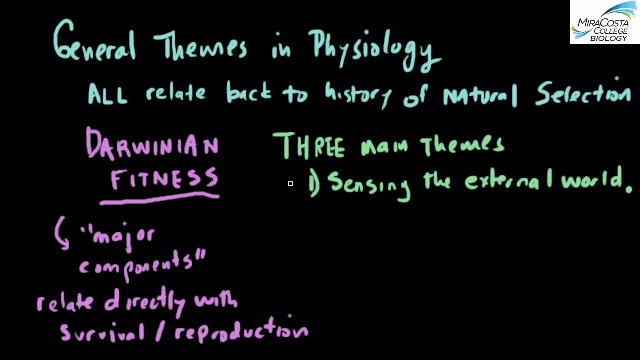 MIRACOSTA
COLLEGE
BIOLOGY
General Themes in Physiology
ALL relate back to history of NATURAL Selection
DARWINIAN
FITNESS
"major
components"
relate directly with
survival / reproduction
THREE main themes
1) Sensing the external world.